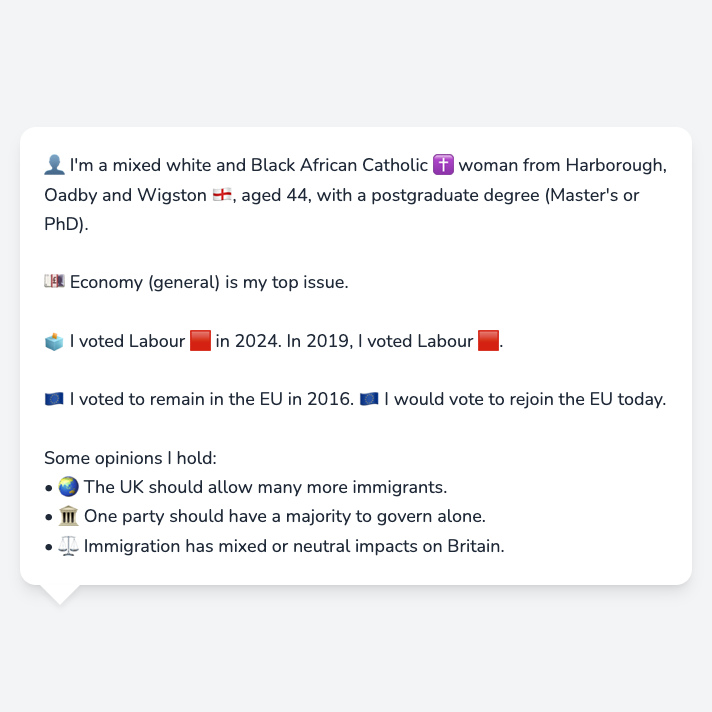 👤 I'm a mixed white and Black African Catholic ✝️ woman from Harborough,
Oadby and Wigston 🏴󠁧󠁢󠁥󠁮󠁧󠁿, aged 44, with a postgraduate degree (Master's or
PhD).
💷 Economy (general) is my top issue.
🗳️ I voted Labour 🟥 in 2024. In 2019, I voted Labour 🟥.
🇪🇺 I voted to remain in the EU in 2016. 🇪🇺 I would vote to rejoin the EU today.
Some opinions I hold:
• 🌏 The UK should allow many more immigrants.
• 🏛️ One party should have a majority to govern alone.
• ⚖️ Immigration has mixed or neutral impacts on Britain.